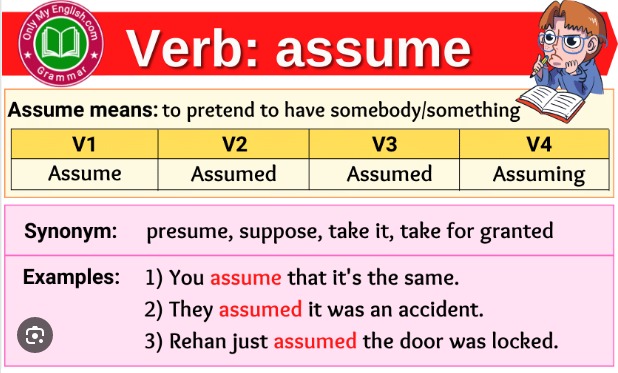 Only My English.com
Grammar
Verb: assume
Assume means: to pretend to have somebody/something
V1 V2 V3 V4
Assume Assumed Assumed Assuming
Synonym: presume, suppose, take it, take for granted
Examples: 1) You assume that it's the same.
2) They assumed it was an accident.
3) Rehan just assumed the door was locked.